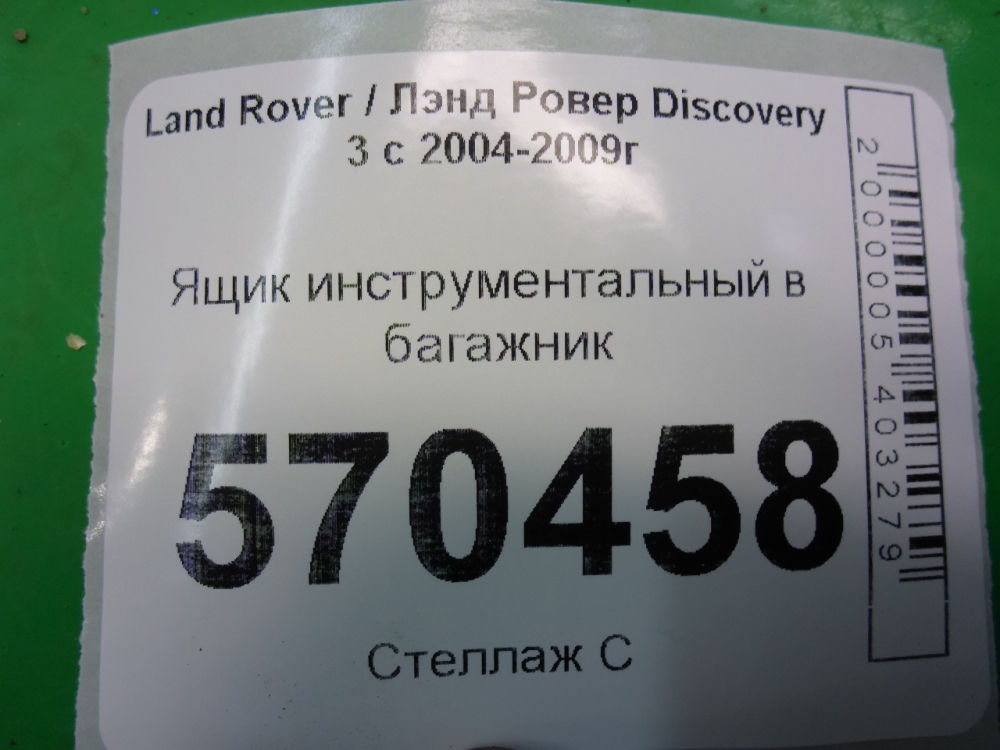 Land Rover / Лэнд Ровер Discovery
3 с 2004-2009г
Ящик инструментальный в
багажник
570458
Стеллаж С
2000005403279